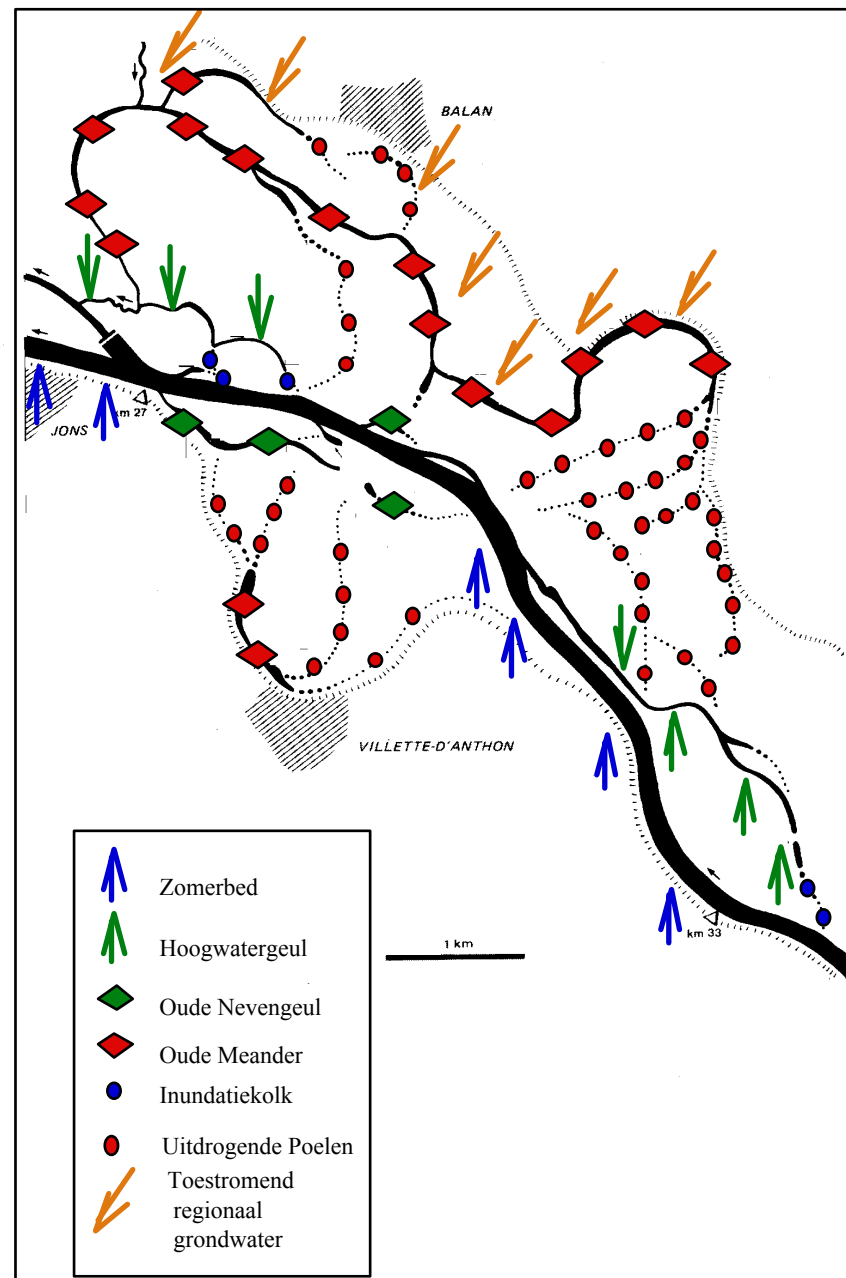 BALAN
JONS
km 27
VILLETTE-D'ANTHON
km 33
1 km
Zomerbed
Hoogwatergeul
Oude Nevengeul
Oude Meander
Inundatiekolk
Uitdrogende Poelen
Toestromend
regionaal
grondwater